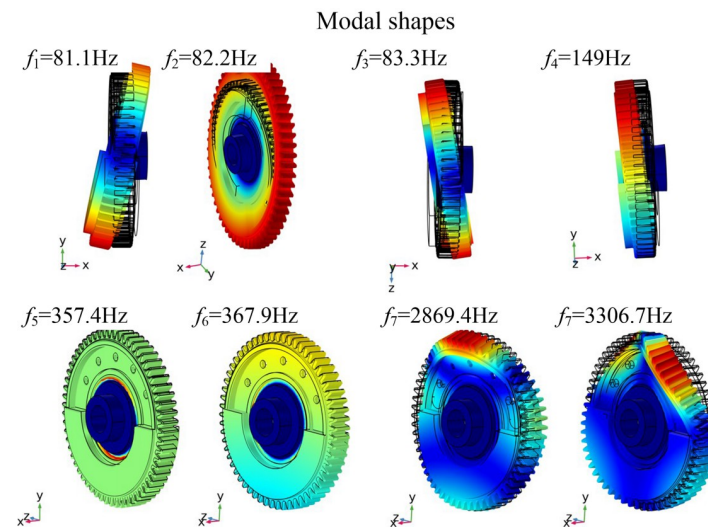 Modal shapes
f1=81.1Hz
f2=82.2Hz
f3=83.3Hz
f4=149Hz
y
z x
z
x y
y x
z
y
z x
f5=357.4Hz
f6=367.9Hz
f7=2869.4Hz
f7=3306.7Hz
y
z
x
y
z
x
y
z
x
y
z
x